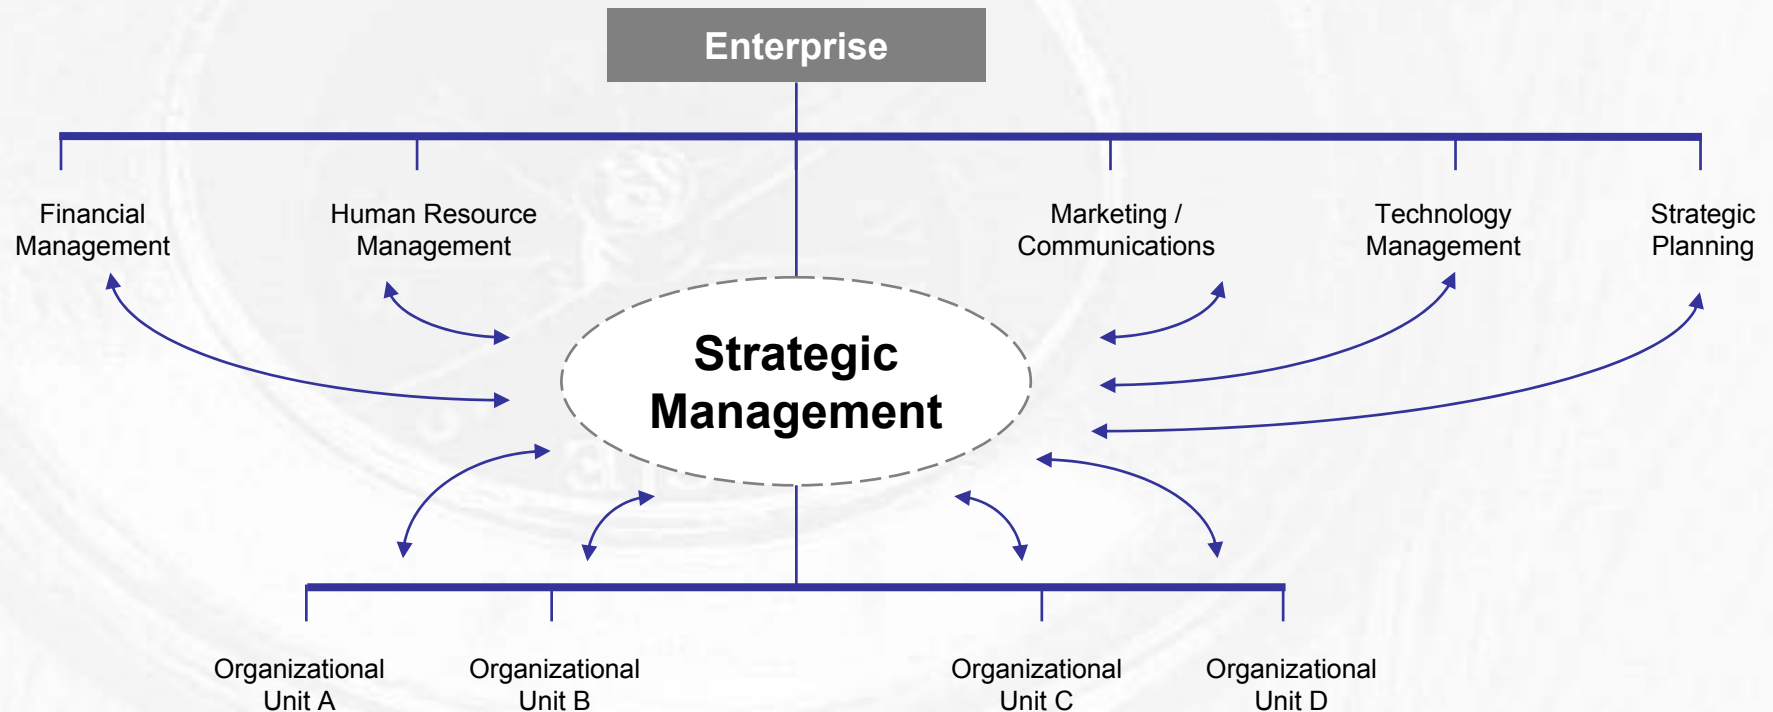 Enterprise
Financial
Management
Human Resource
Management
Marketing /
Communications
Technology
Management
Strategic
Planning
Strategic
Management
Organizational
Unit A
Organizational
Unit B
Organizational
Unit C
Organizational
Unit D